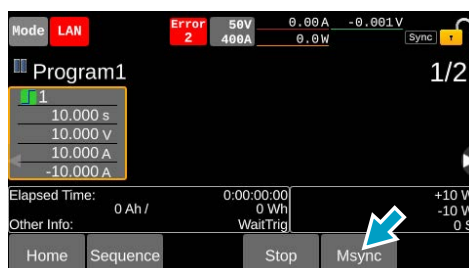 Mode LAN Error 2 50V 400A 0.00A -0.001V 0.0W Sync
Program1 1/2
1
10.000 s
10.000 V
10.000 A
-10.000 A
Elapsed Time: 0:00:00:00 +10
0 Ah / 0 Wh -10
Other Info: WaitTrig 0
Home Sequence Stop Msync